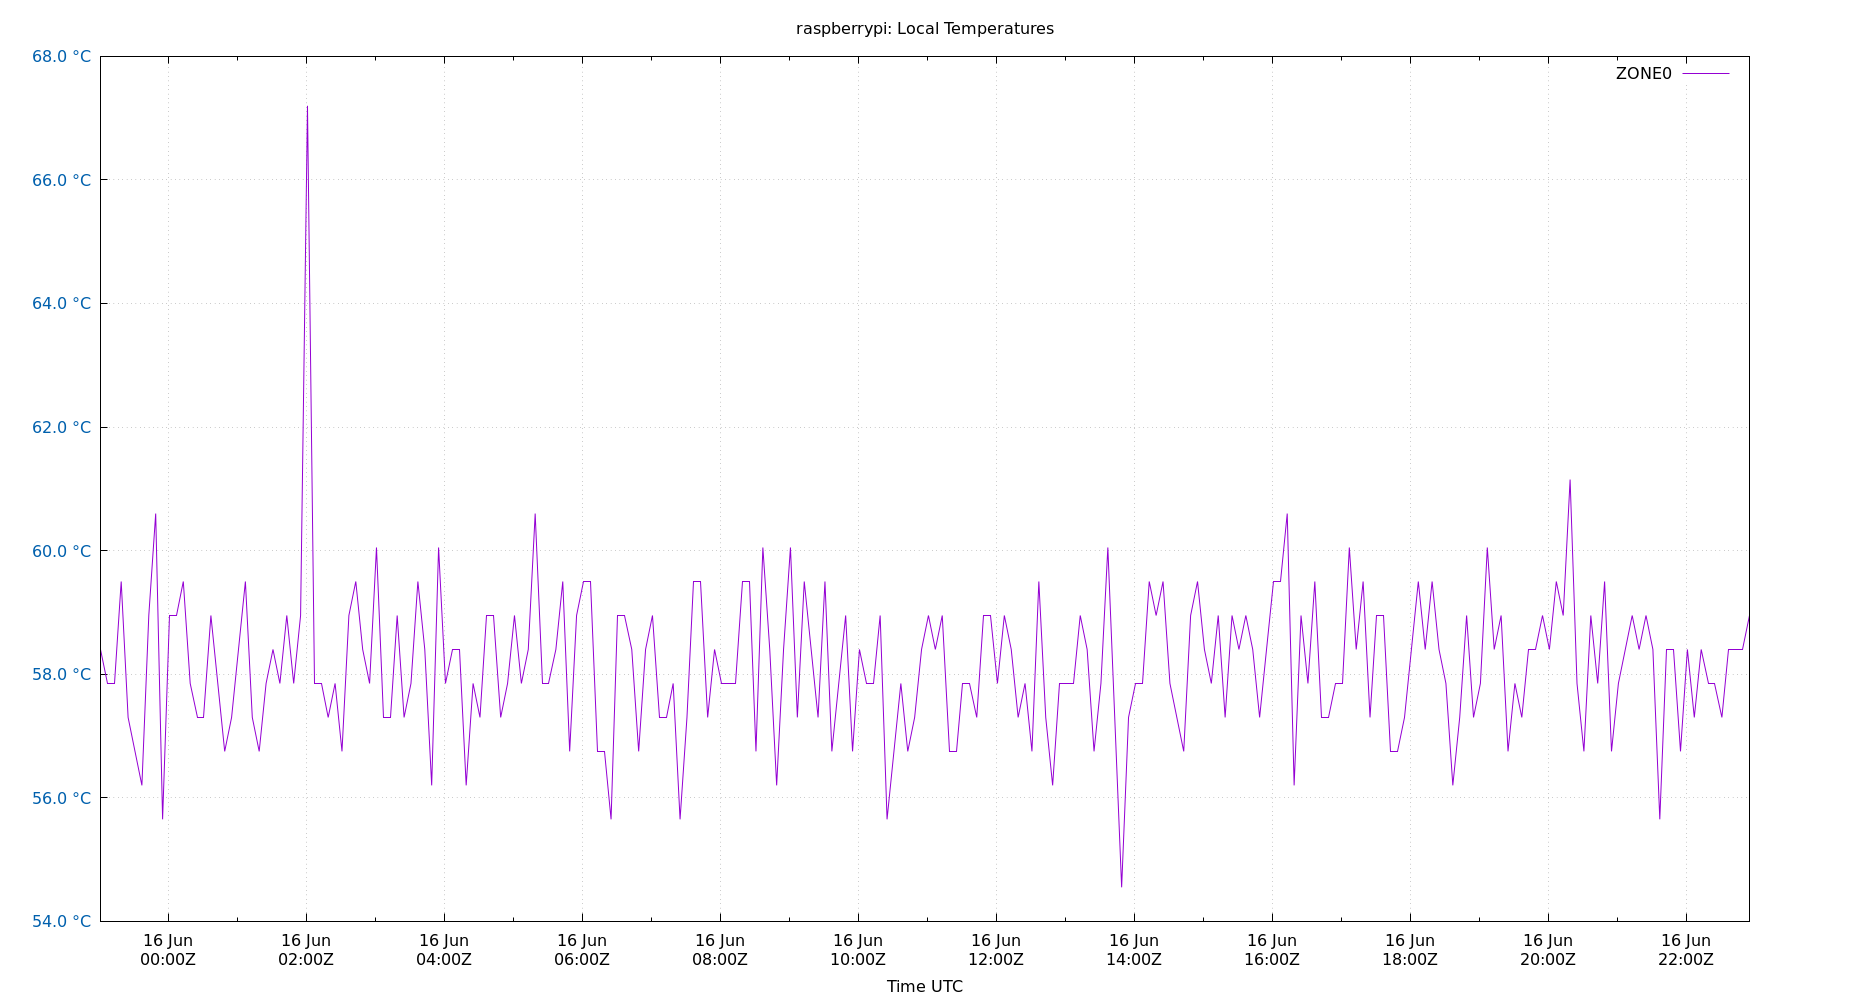 raspberrypi: Local Temperatures
68.0 °C
ZONE0
66.0 °C
64.0 °C
62.0 °C
60.0 °C
58.0 °C
56.0 °C
54.0 °C
16 Jun 16 Jun 16 Jun 16 Jun 16 Jun 16 Jun 16 Jun 16 Jun 16 Jun 16 Jun 16 Jun 16 Jun
00:00Z 02:00Z 04:00Z 06:00Z 08:00Z 10:00Z 12:00Z 14:00Z 16:00Z 18:00Z 20:00Z 22:00Z
Time UTC